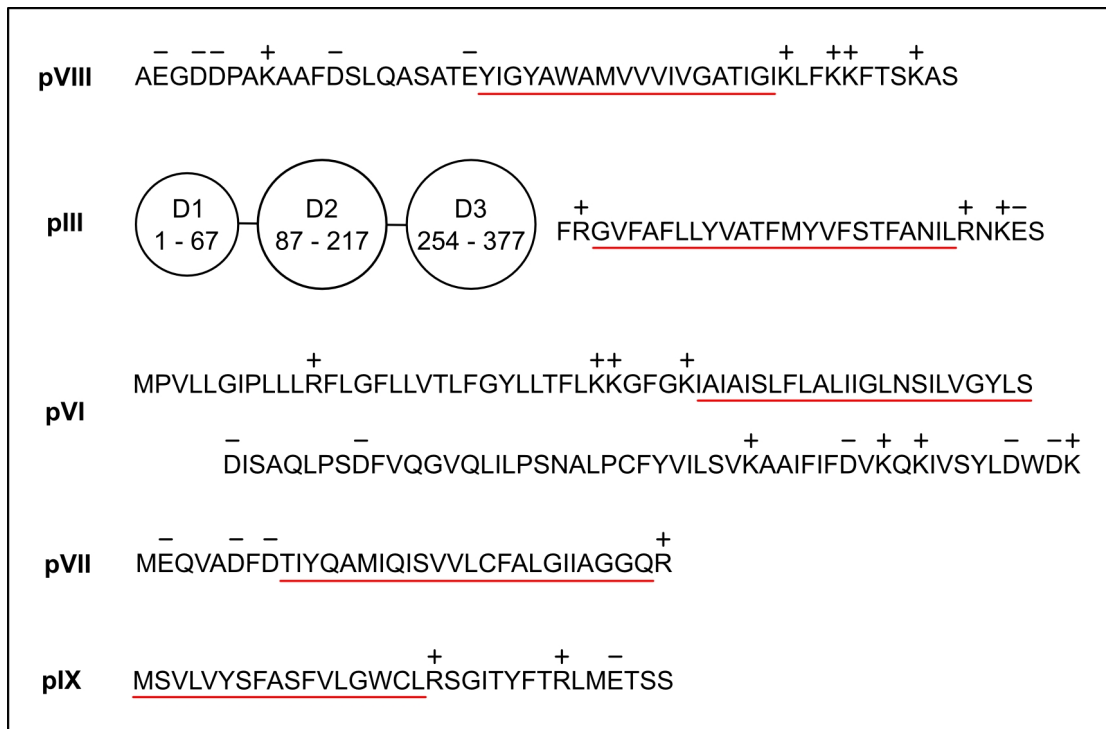 − −− + − − + ++ +
pVIII AEGDDPAKAAFDSLQASATEYIGYAWAMVVVIVGATIGIKLFKKFTSKAS
D1 D2 D3 + + +−
pIII 1 - 67 87 - 217 254 - 377 FRGVFAFLLYVATFMYVFSTFANILRNKES
+ ++ +
MPVLLGIPLLLRFLGFLLVTLFGYLLTFLKKGFGKIAIAISLFLALIIGLNSILVGYLS
pVI
− − + − + + − − +
DISAQLPSDFVQGVQLILPSNALPCFYVILSVKAAIFIFDVKQKIVSYLDWDK
− − − +
pVII MEQVADFDTIYQAMIQISVVLCFALGIIAGGQR
+ + −
pIX MSVLVYSFASFVLGWCLRSGITYFTRLMETSS